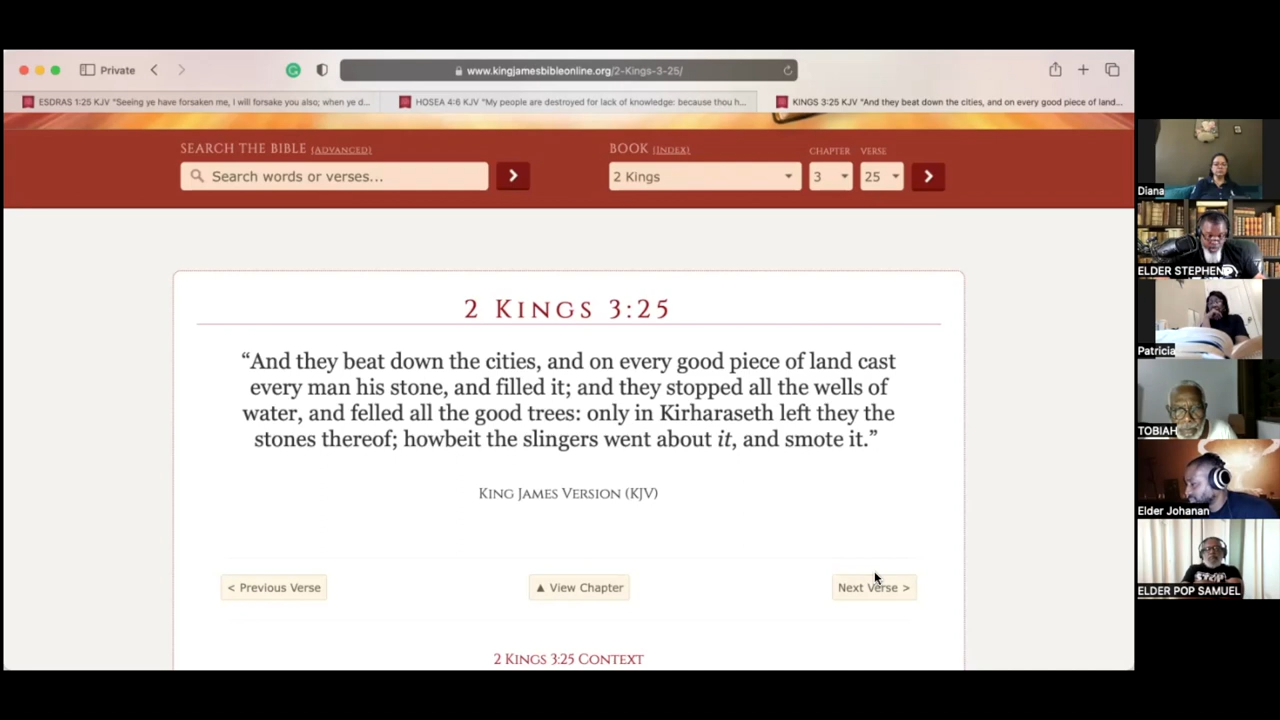 Private
www.kingjamesbibleonline.org/2-Kings-3-25/
ESDRAS 1:25 KJV "Seeing ye have forsaken me, I will forsake you also; when ye d...
HOSEA 4:6 KJV "My people are destroyed for lack of knowledge: because thou h...
KINGS 3:25 KJV "And they beat down the cities, and on every good piece of land...
SEARCH THE BIBLE (ADVANCED)
BOOK (INDEX)
CHAPTER
VERSE
Search words or verses...
2 Kings
3
25
2 KINGS 3:25
“And they beat down the cities, and on every good piece of land cast
every man his stone, and filled it; and they stopped all the wells of
water, and felled all the good trees: only in Kirharaseth left they the
stones thereof; howbeit the slingers went about it, and smote it.”
KING JAMES VERSION (KJV)
< Previous Verse
▲ View Chapter
Next Verse >
2 KINGS 3:25 CONTEXT
Diana
ELDER STEPHEN
Patricia
TOBIAH
Elder Johanan
ELDER POP SAMUEL